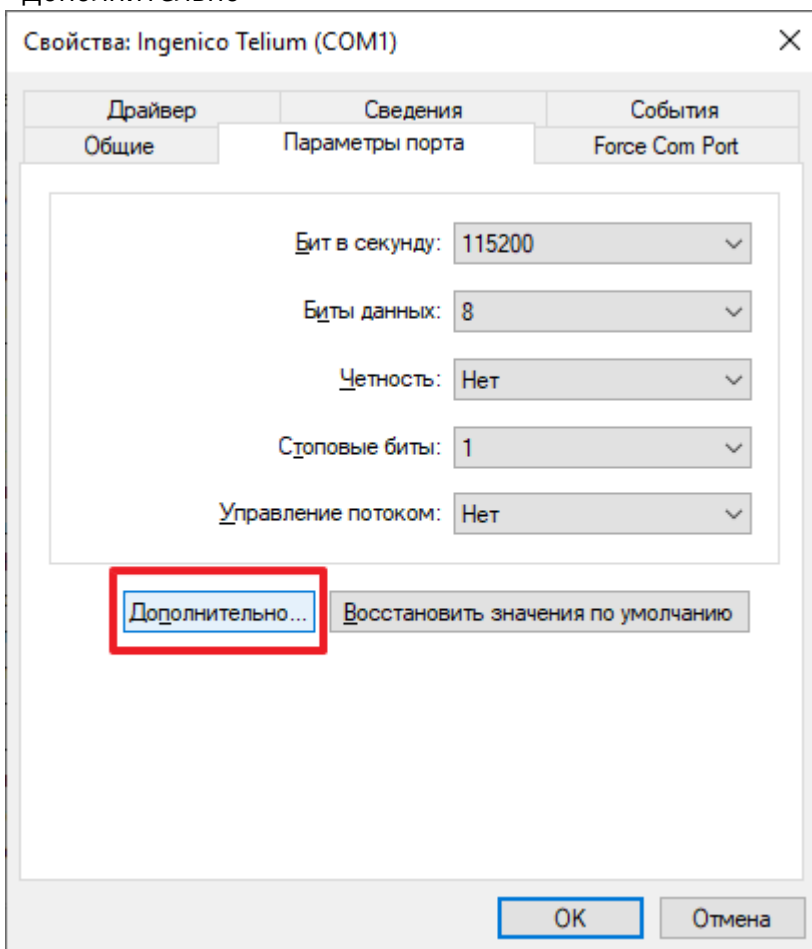 Дополнительно
Свойства: Ingenico Telium (COM1)
Драйвер Сведения События
Общие Параметры порта Force Com Port
Бит в секунду: 115200
Биты данных: 8
Четность: Нет
Стоповые биты: 1
Управление потоком: Нет
Дополнительно... Восстановить значения по умолчанию
OK Отмена